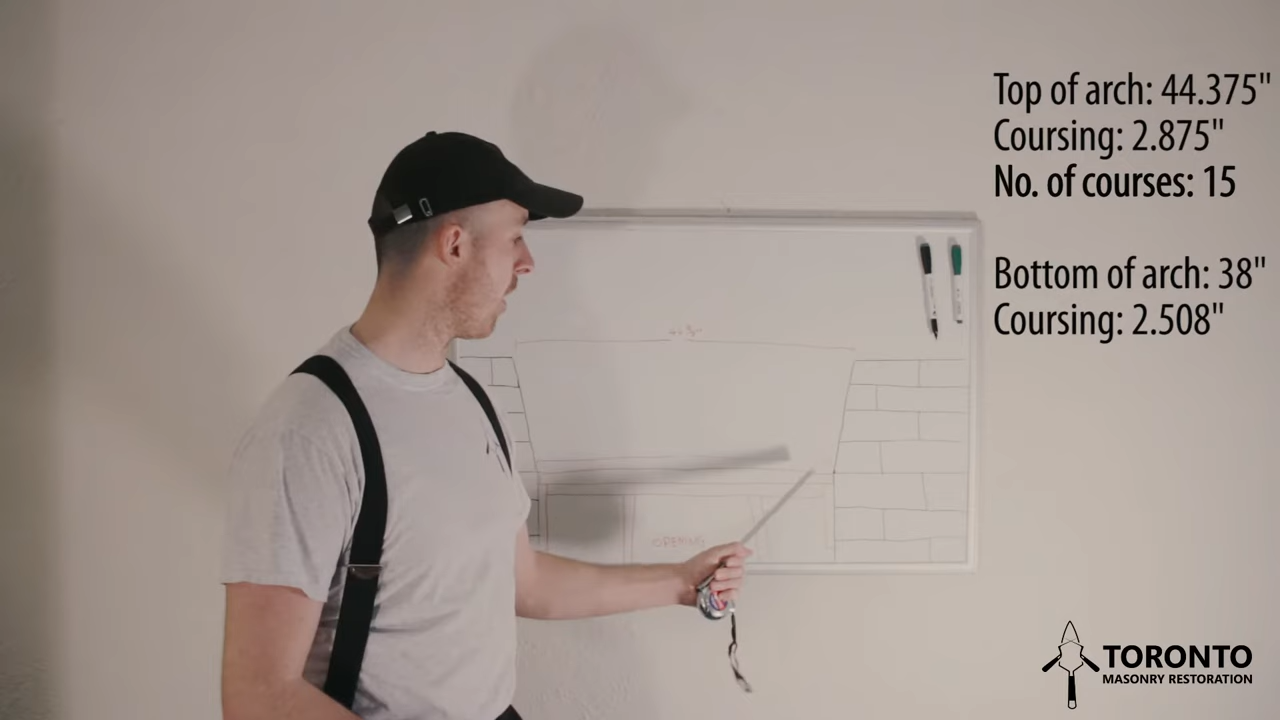 Top of arch: 44.375"
Coursing: 2.875"
No. of courses: 15
Bottom of arch: 38"
Coursing: 2.508"
OPENING
TORONTO
MASONRY RESTORATION